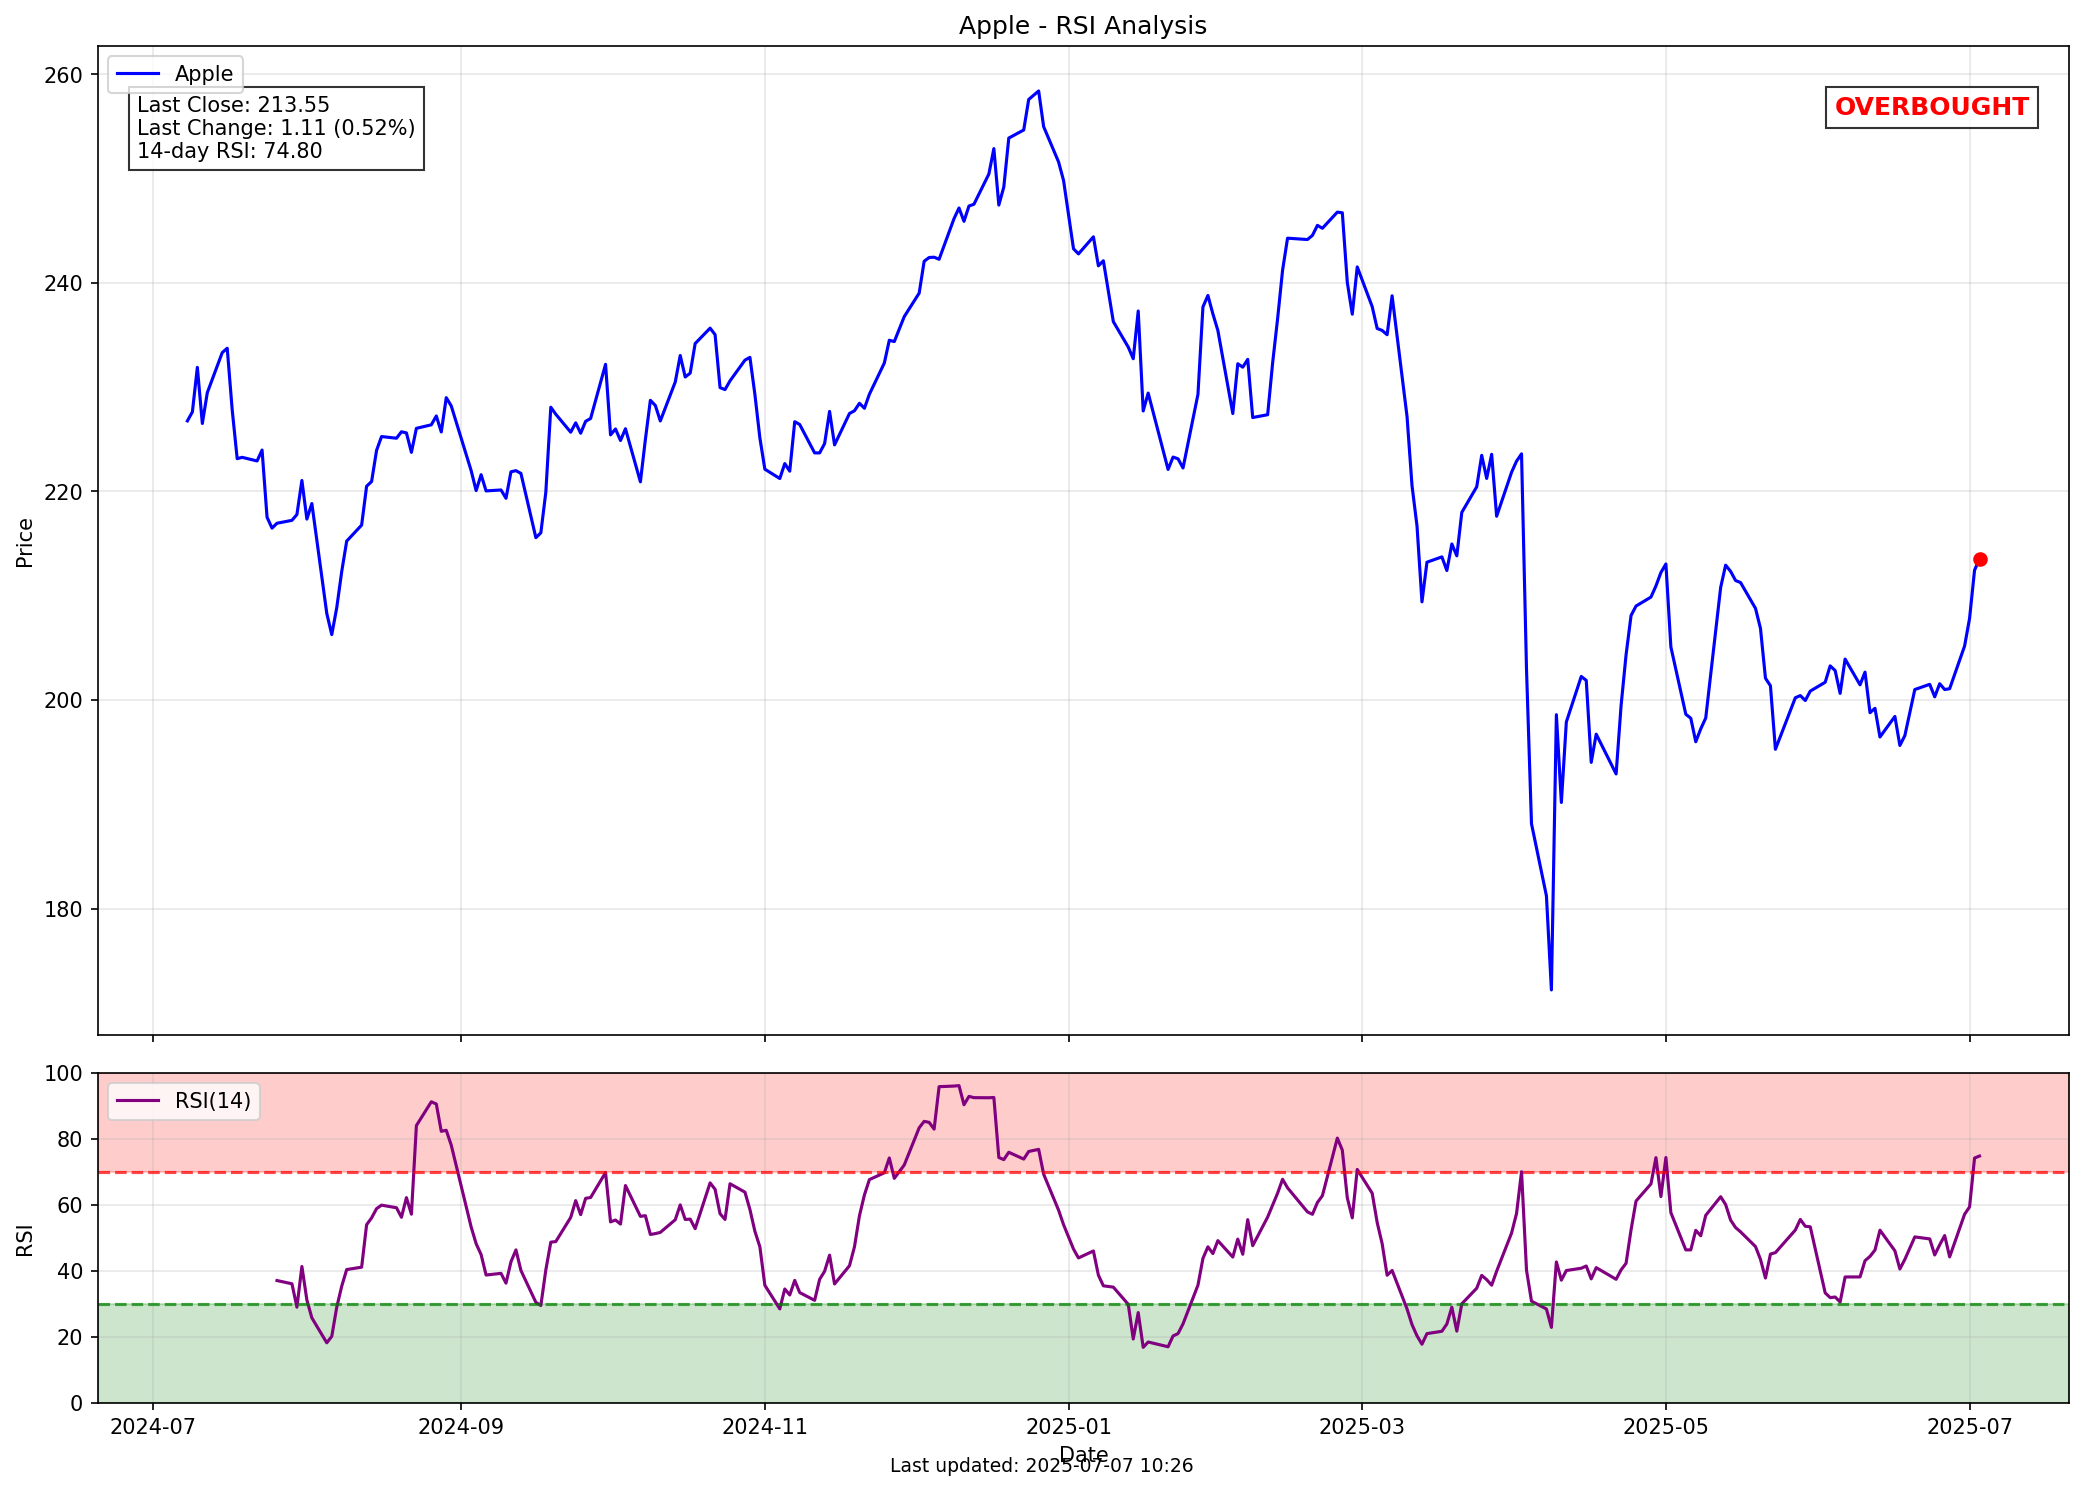 Apple - RSI Analysis
Apple
Last Close: 213.55
Last Change: 1.11 (0.52%)
14-day RSI: 74.80
OVERBOUGHT
Price
260
240
220
200
180
RSI
RSI(14)
100
80
60
40
20
0
2024-07 2024-09 2024-11 2025-01 2025-03 2025-05 2025-07
Date
Last updated: 2025-07-07 10:26